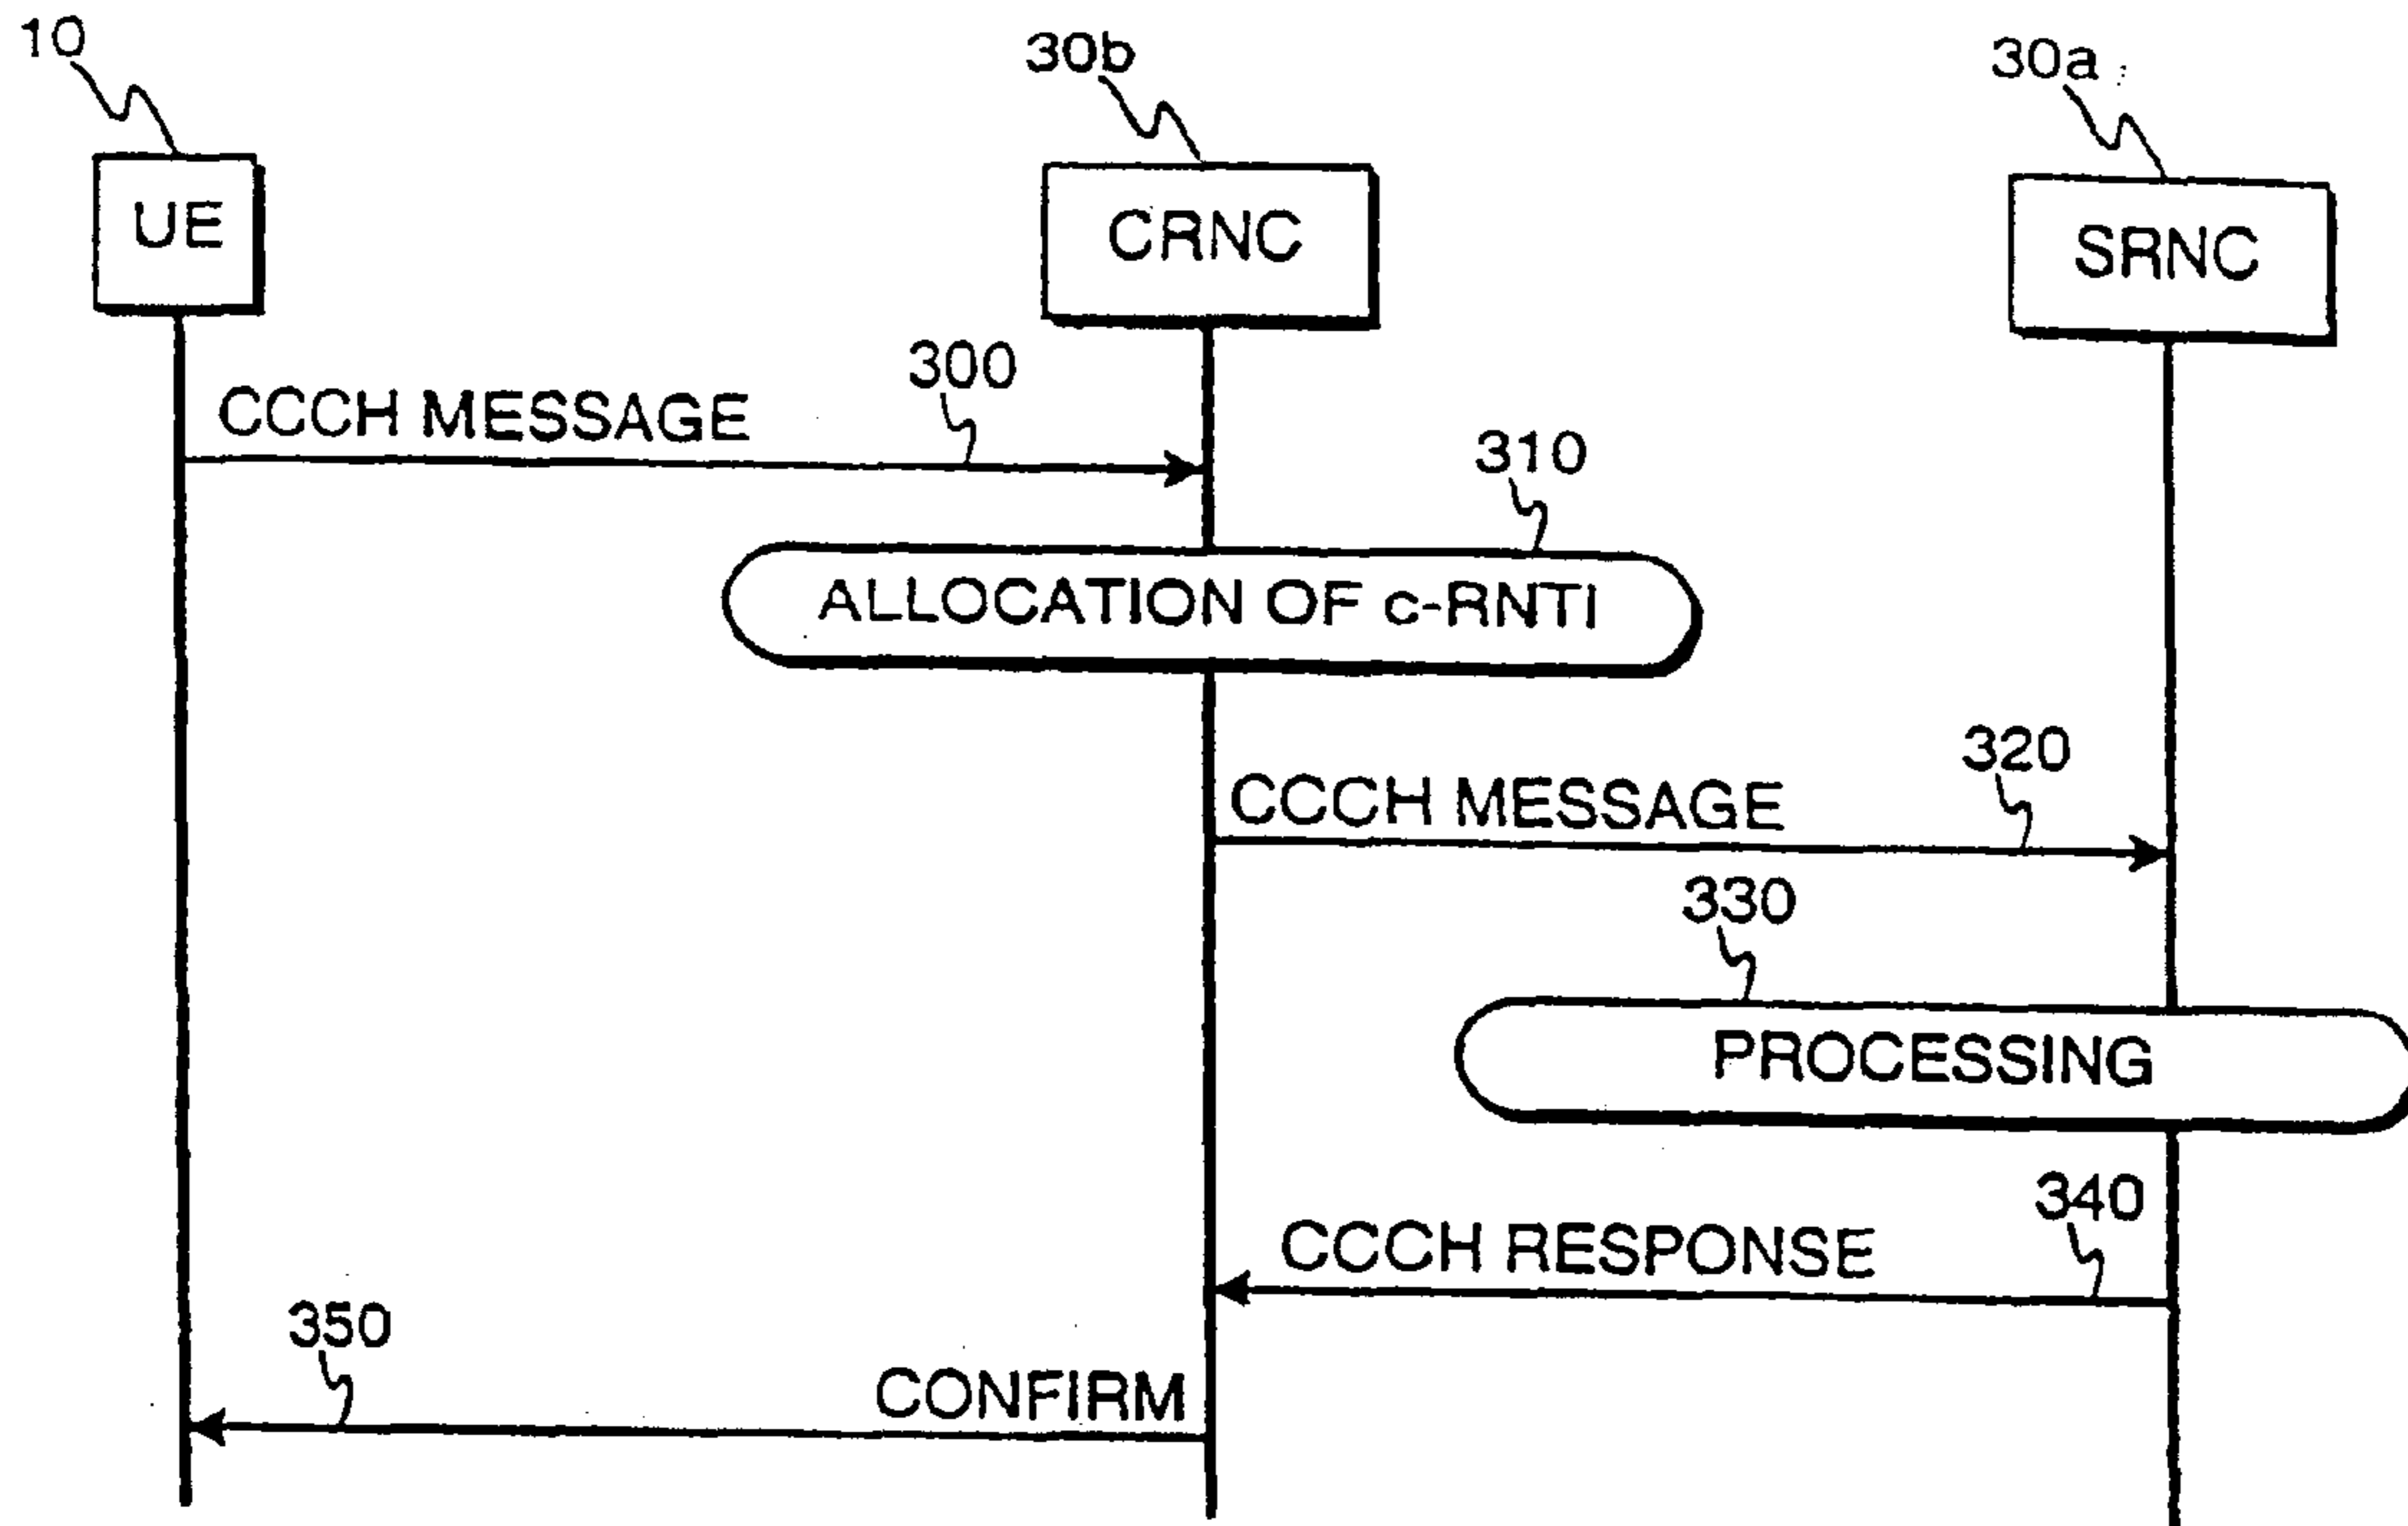 10
30b
30a
UE
CRNC
SRNC
300
CCCH MESSAGE
310
ALLOCATION OF c-RNTI
320
CCCH MESSAGE
330
PROCESSING
340
CCCH RESPONSE
350
CONFIRM